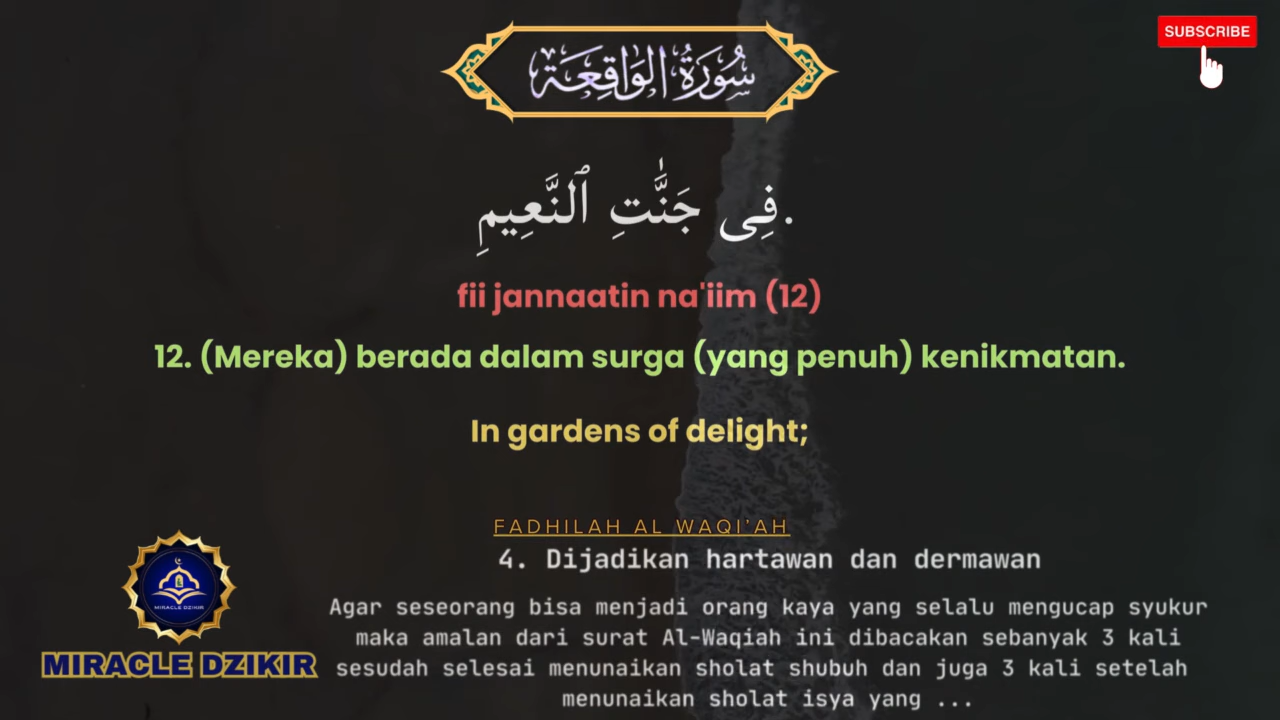 SUBSCRIBE
سُورَةُ الْوَاقِعَة
فِى جَنَّٰتِ ٱلنَّعِيمِ.
fii jannaatin na'iim (12)
12. (Mereka) berada dalam surga (yang penuh) kenikmatan.
In gardens of delight;
FADHILAH AL WAQI'AH
4. Dijadikan hartawan dan dermawan
Agar seseorang bisa menjadi orang kaya yang selalu mengucap syukur
maka amalan dari surat Al-Waqiah ini dibacakan sebanyak 3 kali
sesudah selesai menunaikan sholat shubuh dan juga 3 kali setelah
menunaikan sholat isya yang ...
MIRACLE DZIKIR
MIRACLE DZIKIR